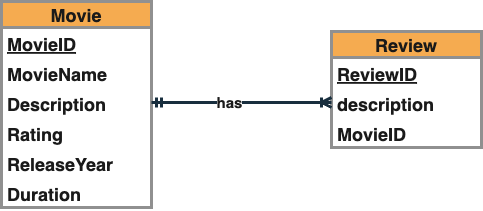 Movie
MovieID
MovieName
Description
Rating
ReleaseYear
Duration
has
Review
ReviewID
description
MovieID